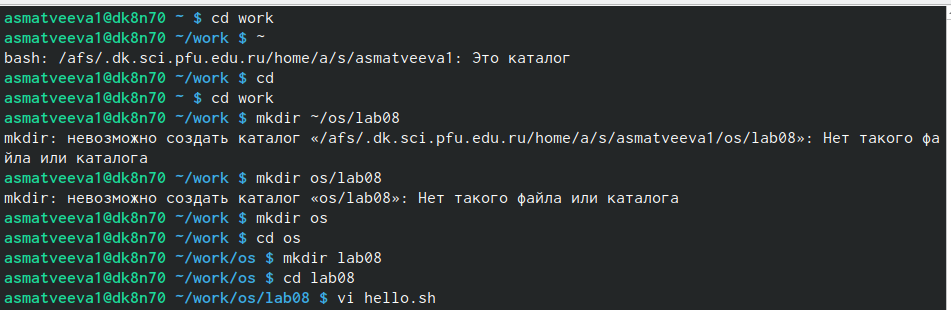 asmatveeva1@dk8n70 ~ $ cd work
asmatveeva1@dk8n70 ~/work $ ~
bash: /afs/.dk.sci.pfu.edu.ru/home/a/s/asmatveeva1: Это каталог
asmatveeva1@dk8n70 ~/work $ cd
asmatveeva1@dk8n70 ~ $ cd work
asmatveeva1@dk8n70 ~/work $ mkdir ~/os/lab08
mkdir: невозможно создать каталог «/afs/.dk.sci.pfu.edu.ru/home/a/s/asmatveeva1/os/lab08»: Нет такого фа
йла или каталога
asmatveeva1@dk8n70 ~/work $ mkdir os/lab08
mkdir: невозможно создать каталог «os/lab08»: Нет такого файла или каталога
asmatveeva1@dk8n70 ~/work $ mkdir os
asmatveeva1@dk8n70 ~/work $ cd os
asmatveeva1@dk8n70 ~/work/os $ mkdir lab08
asmatveeva1@dk8n70 ~/work/os $ cd lab08
asmatveeva1@dk8n70 ~/work/os/lab08 $ vi hello.sh